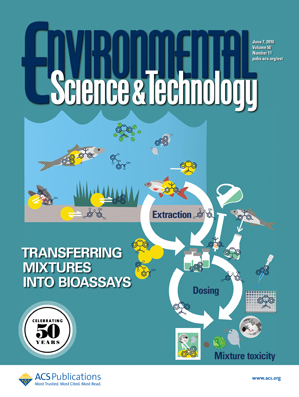 June 7, 2016
Volume 50
Number 11
pubs.acs.org/est
ENVIRONMENTAL
Science & Technology
Extraction
TRANSFERRING
MIXTURES
INTO BIOASSAYS
Dosing
CELEBRATING
50
YEARS
Mixture toxicity
ACS Publications
Most Trusted. Most Cited. Most Read.
www.acs.org